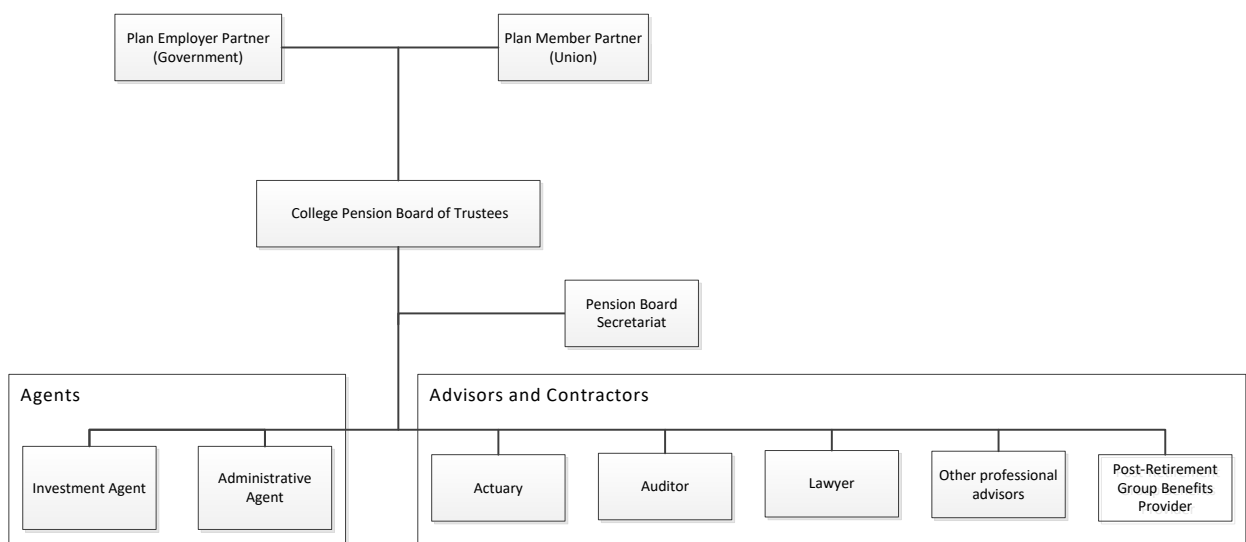 Plan Employer Partner
(Government)
Plan Member Partner
(Union)
College Pension Board of Trustees
Pension Board
Secretariat
Agents
Advisors and Contractors
Investment Agent
Administrative
Agent
Actuary
Auditor
Lawyer
Other professional
advisors
Post-Retirement
Group Benefits
Provider